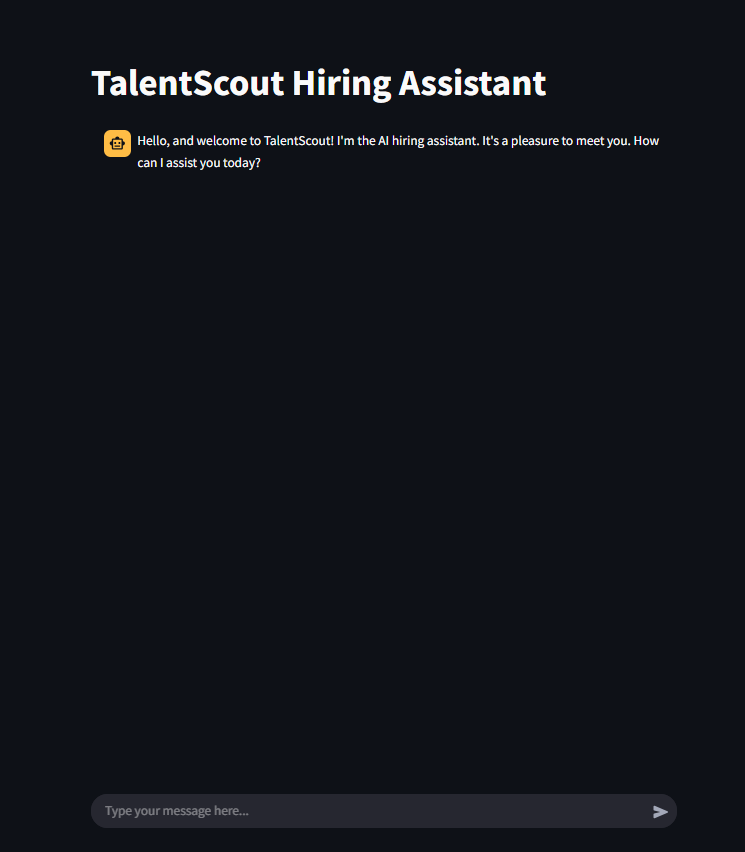 TalentScout Hiring Assistant
Hello, and welcome to TalentScout! I'm the AI hiring assistant. It's a pleasure to meet you. How
can I assist you today?
Type your message here...